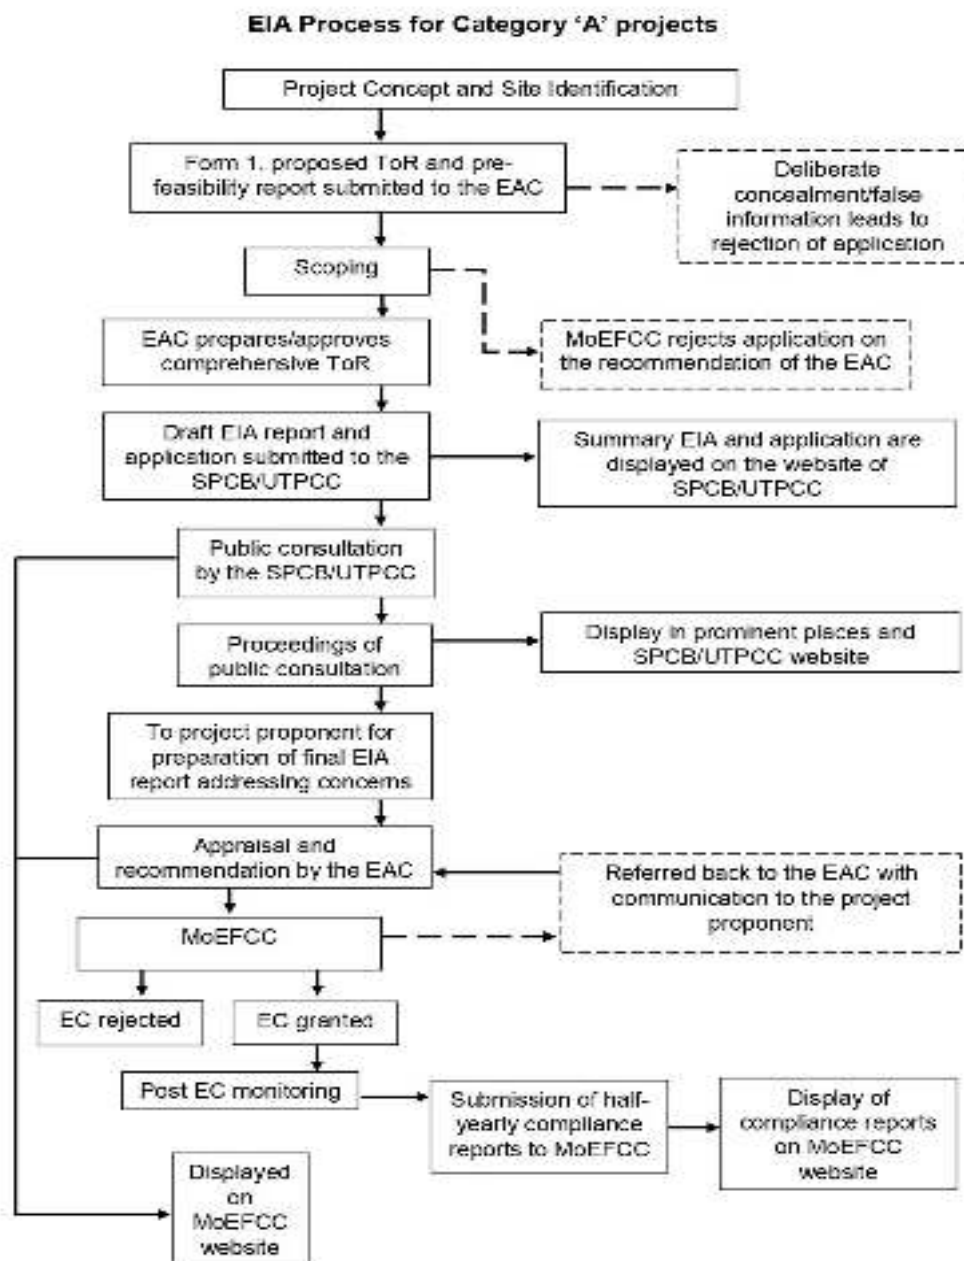 EIA Process for Category ‘A’ projects
Project Concept and Site Identification
Form 1, proposed ToR and pre-
feasibility report submitted to the EAC
Deliberate
concealment/false
information leads to
rejection of application
Scoping
EAC prepares/approves
comprehensive ToR
MoEFCC rejects application on
the recommendation of the EAC
Draft EIA report and
application submitted to the
SPCB/UTPCC
Summary EIA and application are
displayed on the website of
SPCB/UTPCC
Public consultation
by the SPCB/UTPCC
Proceedings of
public consultation
Display in prominent places and
SPCB/UTPCC website
To project proponent for
preparation of final EIA
report addressing concerns
Appraisal and
recommendation by the EAC
Referred back to the EAC with
communication to the project
proponent
MoEFCC
EC rejected
EC granted
Post EC monitoring
Submission of half-
yearly compliance
reports to MoEFCC
Display of
compliance reports
on MoEFCC
website
Displayed
on
MoEFCC
website